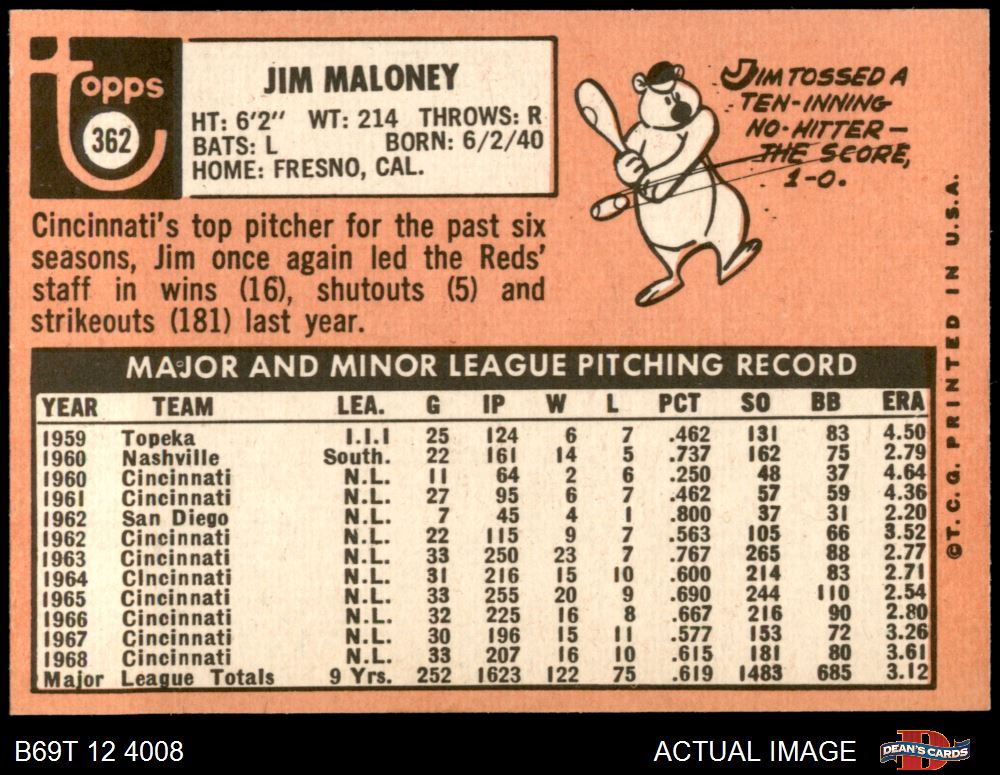 topps
362
JIM MALONEY
HT: 6'2" WT: 214 THROWS: R
BATS: L BORN: 6/2/40
HOME: FRESNO, CAL.
JIM TOSSED A
TEN-INNING
NO-HITTER—
THE SCORE,
1-0.
Cincinnati's top pitcher for the past six
seasons, Jim once again led the Reds'
staff in wins (16), shutouts (5) and
strikeouts (181) last year.
MAJOR AND MINOR LEAGUE PITCHING RECORD
YEAR TEAM LEA. G IP W L PCT SO BB ERA
1959 Topeka I.I.I 25 124 6 7 .462 131 83 4.50
1960 Nashville South. 22 161 14 5 .737 162 75 2.79
1960 Cincinnati N.L. 11 64 2 6 .250 48 37 4.64
1961 Cincinnati N.L. 27 95 6 7 .462 57 59 4.36
1962 San Diego N.L. 7 45 4 1 .800 37 31 2.20
1962 Cincinnati N.L. 22 115 9 7 .563 105 66 3.52
1963 Cincinnati N.L. 33 250 23 7 .767 265 88 2.77
1964 CIncinnati N.L. 31 216 15 10 .600 214 83 2.71
1965 Cincinnati N.L. 33 255 20 9 .690 244 110 2.54
1966 Cincinnati N.L. 32 225 16 8 .667 216 90 2.80
1967 Cincinnati N.L. 30 196 15 11 .577 153 72 3.26
1968 Cincinnati N.L. 33 207 16 10 .615 181 80 3.61
Major League Totals 9 Yrs. 252 1623 122 75 .619 1483 685 3.12
©T.C.G. PRINTED IN U.S.A.
B69T 12 4008
ACTUAL IMAGE
DEAN'S CARDS